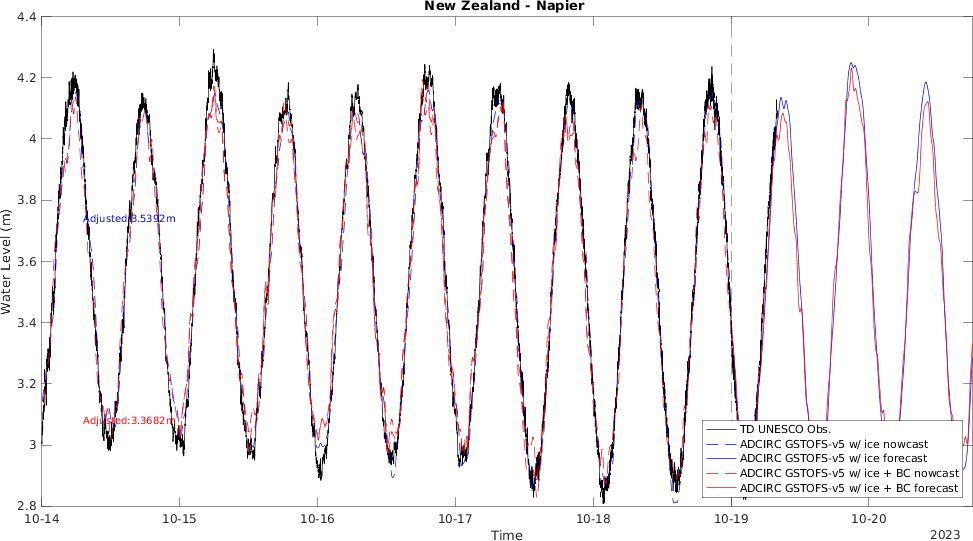 New Zealand - Napier
4.4
4.2
4
3.8
3.6
3.4
3.2
3
2.8
Water Level (m)
Adjusted:3.5392m
Adjusted:3.3682m
TD UNESCO Obs.
ADCIRC GSTOFS-v5 w/ ice nowcast
ADCIRC GSTOFS-v5 w/ ice forecast
ADCIRC GSTOFS-v5 w/ ice + BC nowcast
ADCIRC GSTOFS-v5 w/ ice + BC forecast
10-14 10-15 10-16 10-17 10-18 10-19 10-20
Time
2023